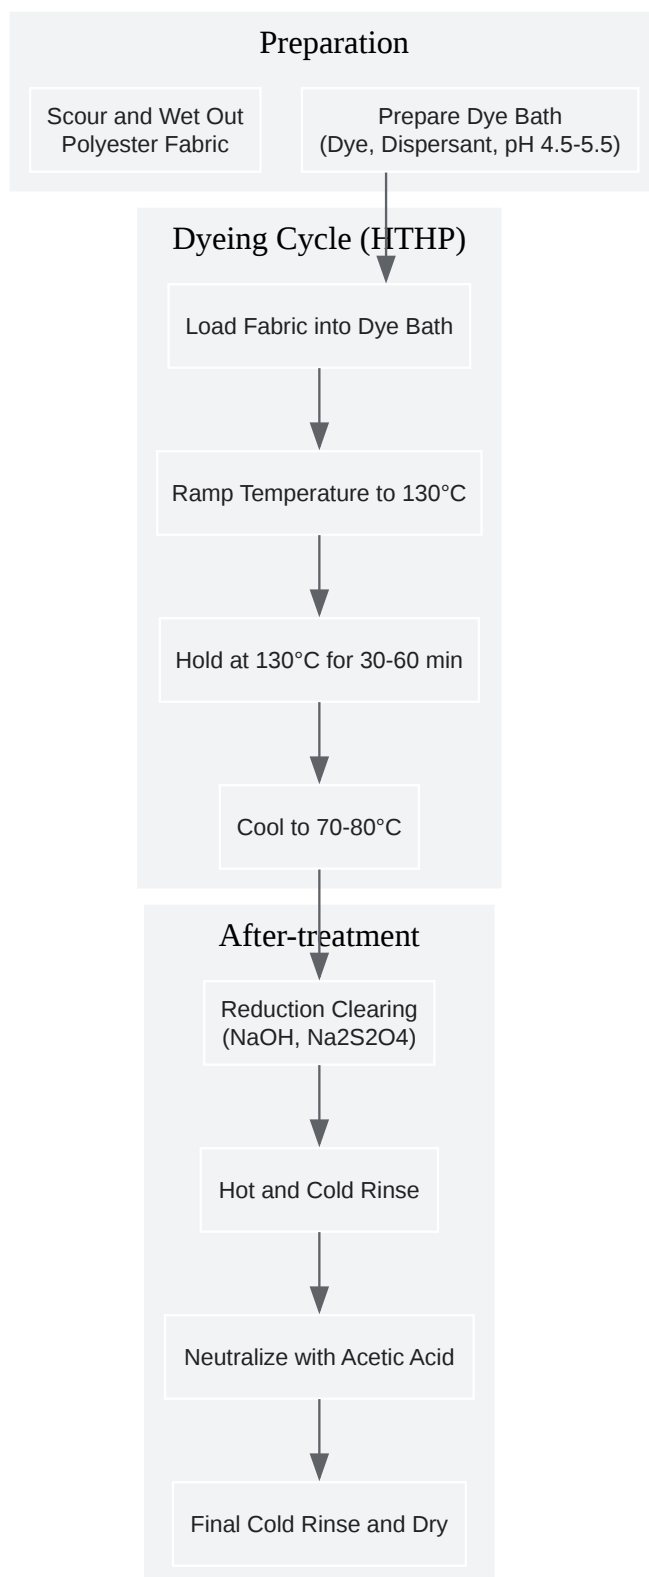 Preparation
Scour and Wet Out
Polyester Fabric
Prepare Dye Bath
(Dye, Dispersant, pH 4.5-5.5)
Dyeing Cycle (HTHP)
Load Fabric into Dye Bath
Ramp Temperature to 130°C
Hold at 130°C for 30-60 min
Cool to 70-80°C
After-treatment
Reduction Clearing
(NaOH, Na2S2O4)
Hot and Cold Rinse
Neutralize with Acetic Acid
Final Cold Rinse and Dry